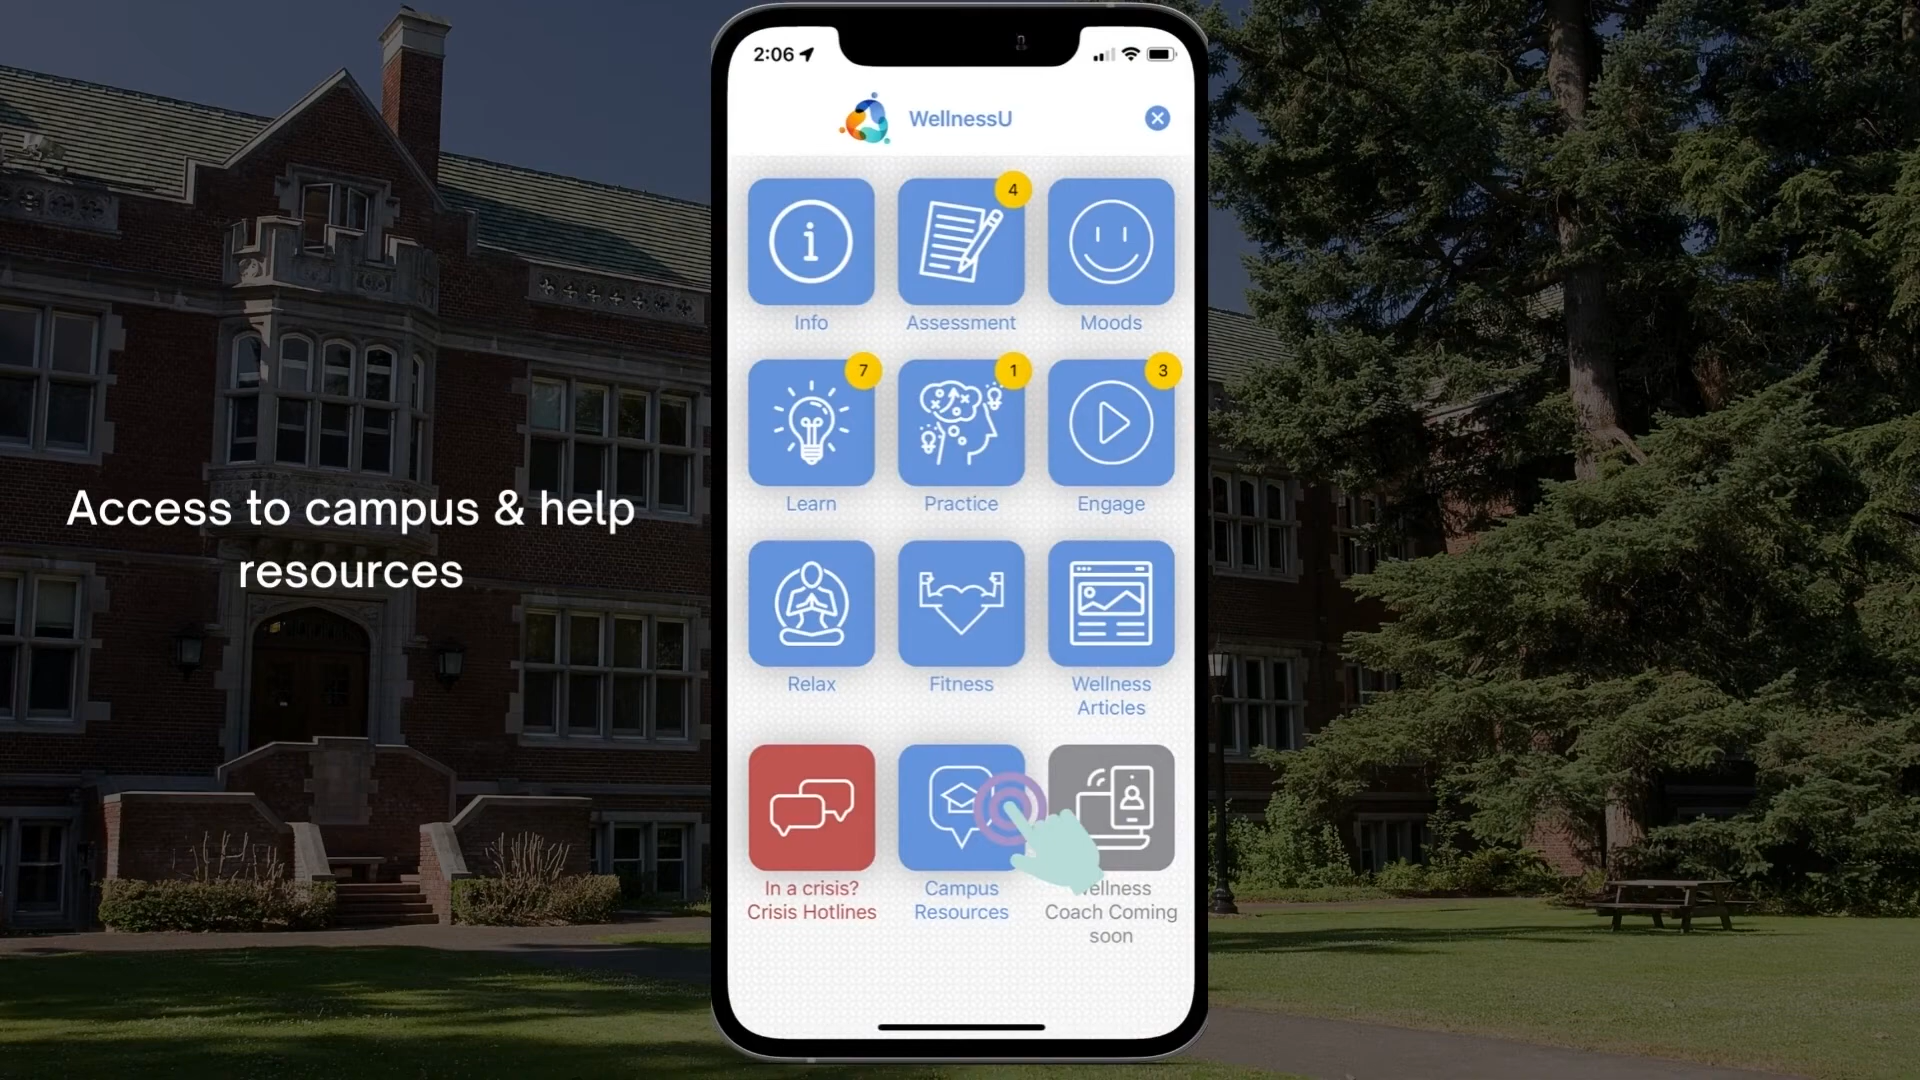 2:06
WellnessU
4
Info
Assessment
Moods
7
1
3
Learn
Practice
Engage
Access to campus & help
resources
Relax
Fitness
Wellness
Articles
In a crisis?
Crisis Hotlines
Campus
Resources
ellness
Coach Coming
soon